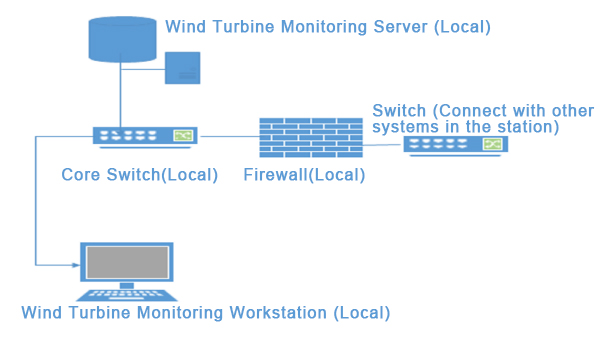 Wind Turbine Monitoring Server (Local)
Switch (Connect with other
systems in the station)
Core Switch(Local)
Firewall(Local)
Wind Turbine Monitoring Workstation (Local)